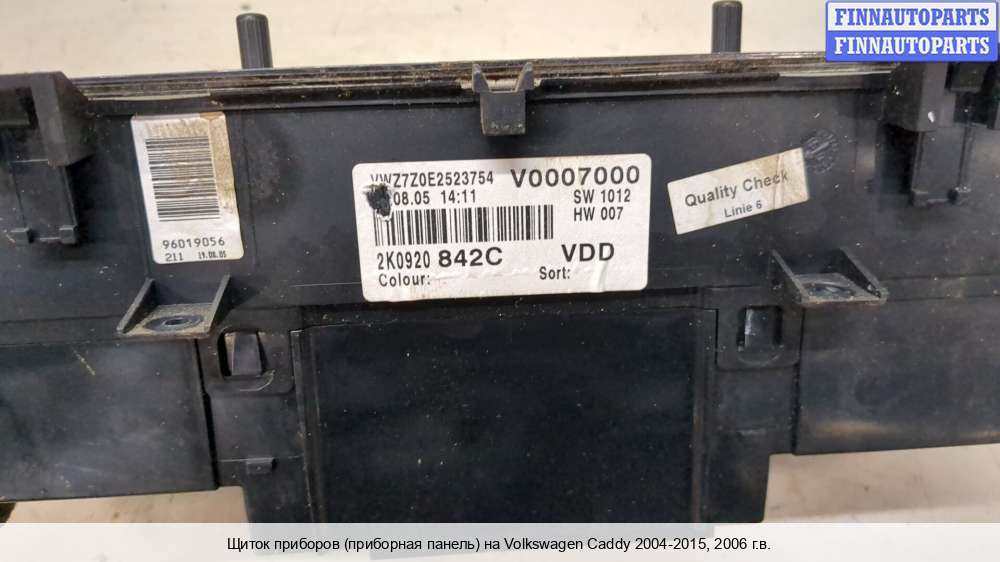 FINNAUTOPARTS
FINNAUTOPARTS
VWZ7Z0E2523754 V0007000
08.05 14:11 SW 1012
HW 007
2K0920 842C VDD
Colour: Sort:
96019056
211 19.08.05
Quality Check
Linie 6
Щиток приборов (приборная панель) на Volkswagen Caddy 2004-2015, 2006 г.в.